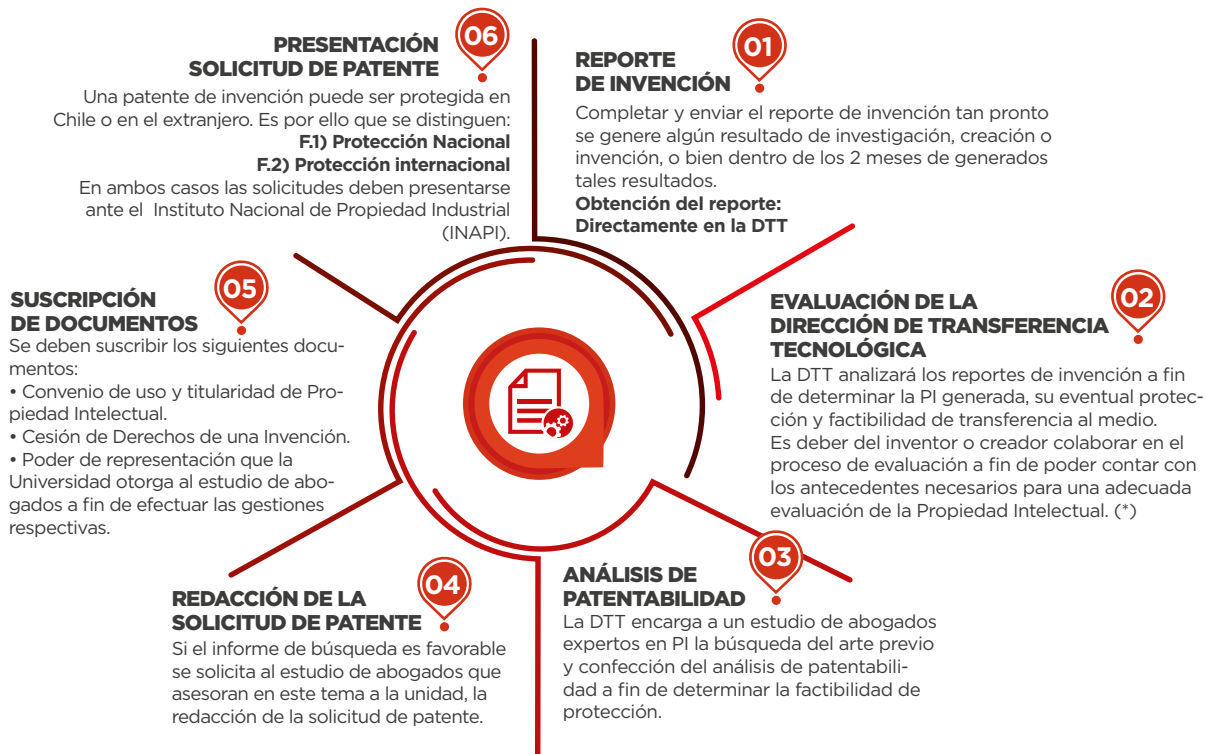 01
REPORTE
DE INVENCIÓN
Completar y enviar el reporte de invención tan pronto
se genere algún resultado de investigación, creación o
invención, o bien dentro de los 2 meses de generados
tales resultados.
Obtención del reporte:
Directamente en la DTT
02
EVALUACIÓN DE LA
DIRECCIÓN DE TRANSFERENCIA
TECNOLÓGICA
La DTT analizará los reportes de invención a fin
de determinar la PI generada, su eventual protec-
ción y factibilidad de transferencia al medio.
Es deber del inventor o creador colaborar en el
proceso de evaluación a fin de poder contar con
los antecedentes necesarios para una adecuada
evaluación de la Propiedad Intelectual. (*)
03
ANÁLISIS DE
PATENTABILIDAD
La DTT encarga a un estudio de abogados
expertos en PI la búsqueda del arte previo
y confección del análisis de patentabili-
dad a fin de determinar la factibilidad de
protección.
04
REDACCIÓN DE LA
SOLICITUD DE PATENTE
Si el informe de búsqueda es favorable
se solicita al estudio de abogados que
asesoran en este tema a la unidad, la
redacción de la solicitud de patente.
05
SUSCRIPCIÓN
DE DOCUMENTOS
Se deben suscribir los siguientes docu-
mentos:
• Convenio de uso y titularidad de Pro-
piedad Intelectual.
• Cesión de Derechos de una Invención.
• Poder de representación que la
Universidad otorga al estudio de abo-
gados a fin de efectuar las gestiones
respectivas.
06
PRESENTACIÓN
SOLICITUD DE PATENTE
Una patente de invención puede ser protegida en
Chile o en el extranjero. Es por ello que se distinguen:
F.1) Protección Nacional
F.2) Protección internacional
En ambos casos las solicitudes deben presentarse
ante el Instituto Nacional de Propiedad Industrial
(INAPI).